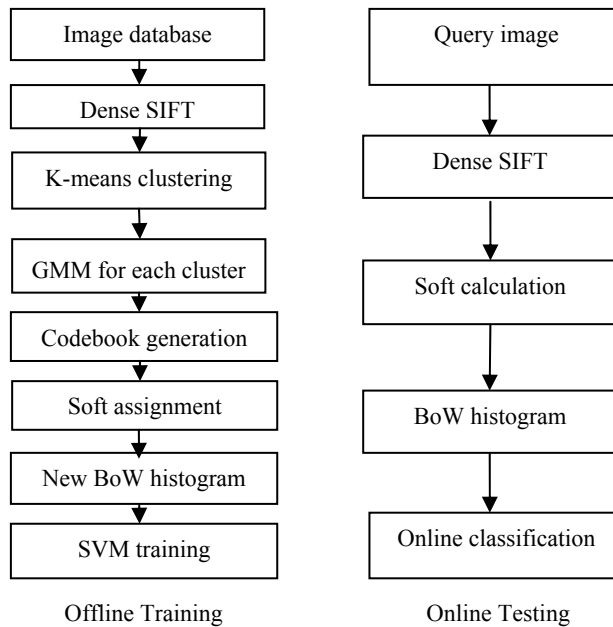 Image database
Dense SIFT
K-means clustering
GMM for each cluster
Codebook generation
Soft assignment
New BoW histogram
SVM training
Offline Training
Query image
Dense SIFT
Soft calculation
BoW histogram
Online classification
Online Testing